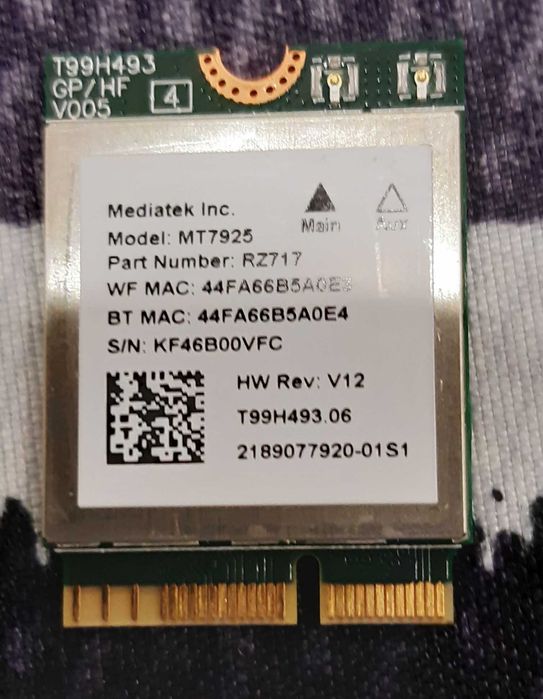 T99H493
GP/HF
V005
4
Main
Aux
Mediatek Inc.
Model: MT7925
Part Number: RZ717
WF MAC: 44FA66B5A0E3
BT MAC: 44FA66B5A0E4
S/N: KF46B00VFC
HW Rev: V12
T99H493.06
2189077920-01S1